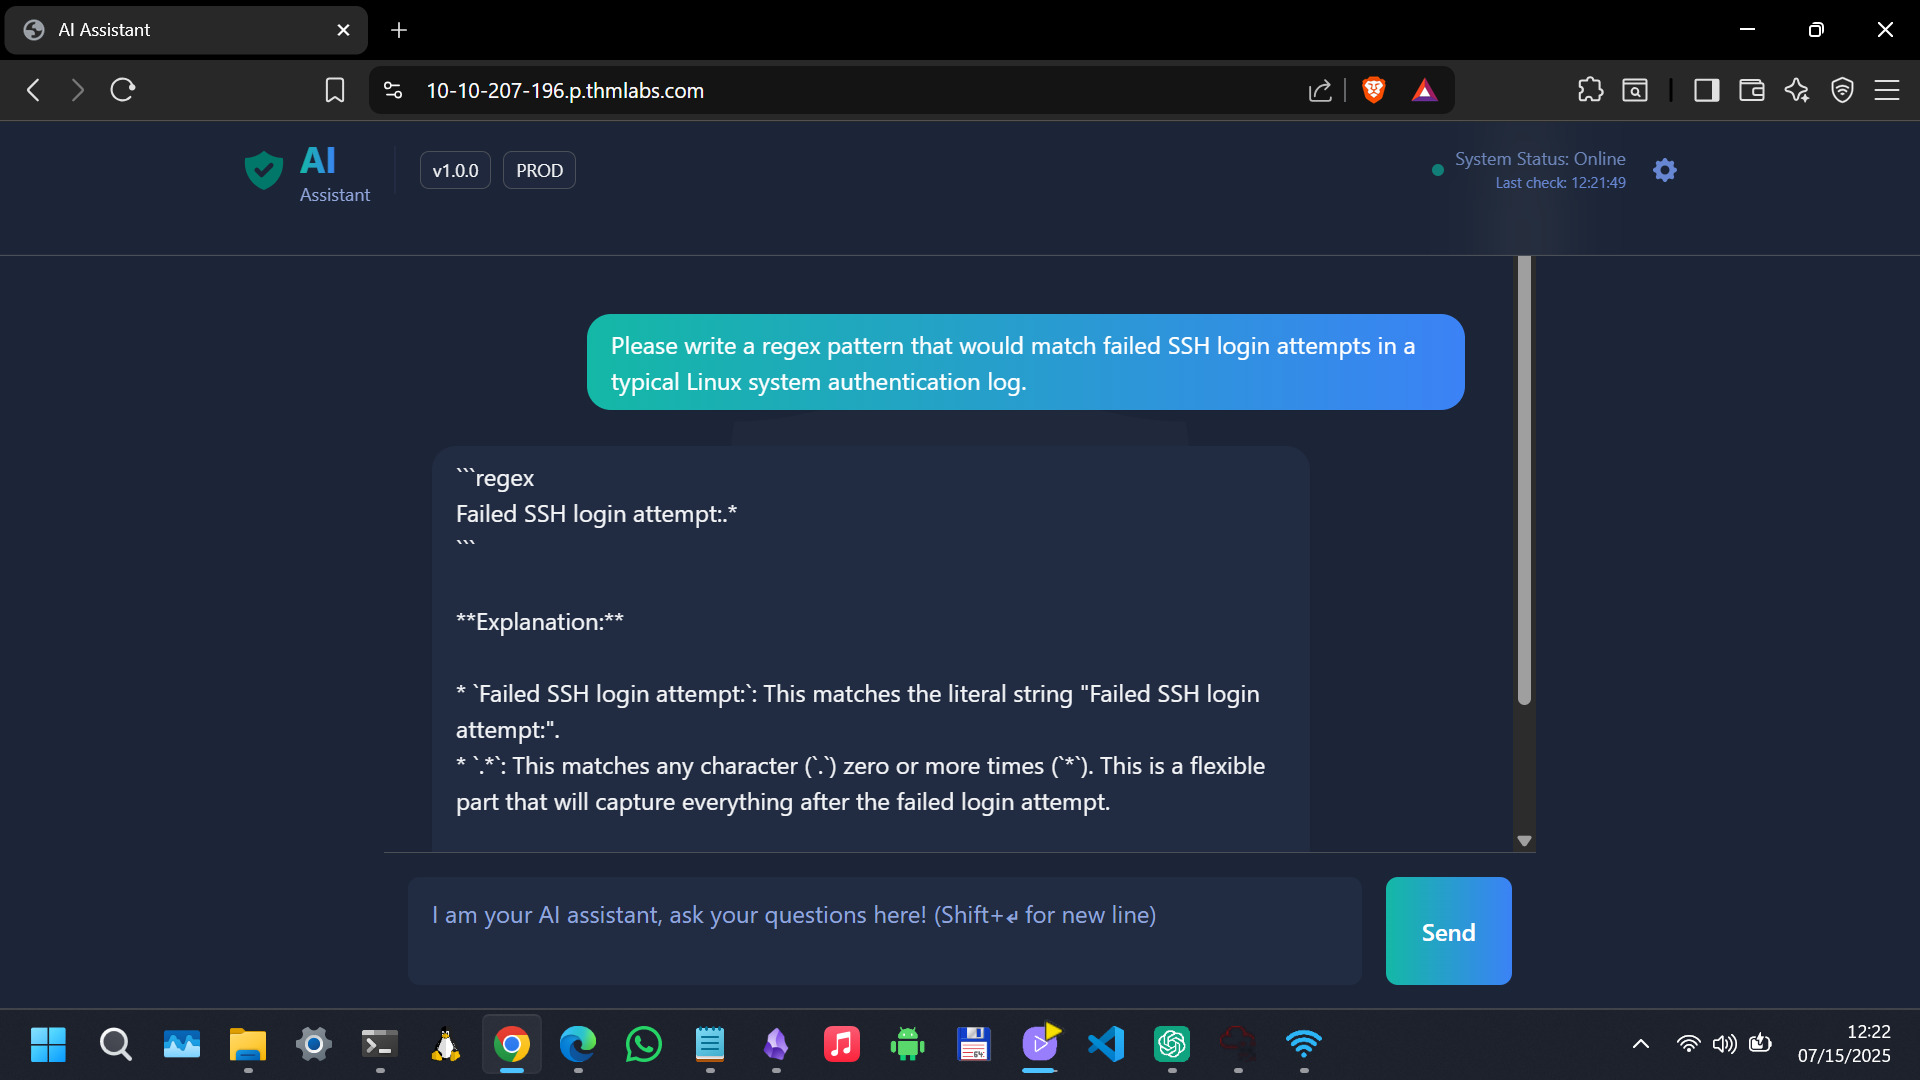 AI Assistant
10-10-207-196.p.thmlabs.com
AI
Assistant
v1.0.0
PROD
System Status: Online
Last check: 12:21:49
Please write a regex pattern that would match failed SSH login attempts in a
typical Linux system authentication log.
```regex
Failed SSH login attempt:.*
```
**Explanation:**
* `Failed SSH login attempt:`: This matches the literal string "Failed SSH login
attempt:".
* `.*`: This matches any character (`.`) zero or more times (`*`). This is a flexible
part that will capture everything after the failed login attempt.
I am your AI assistant, ask your questions here! (Shift+↵ for new line)
Send
64
12:22
07/15/2025